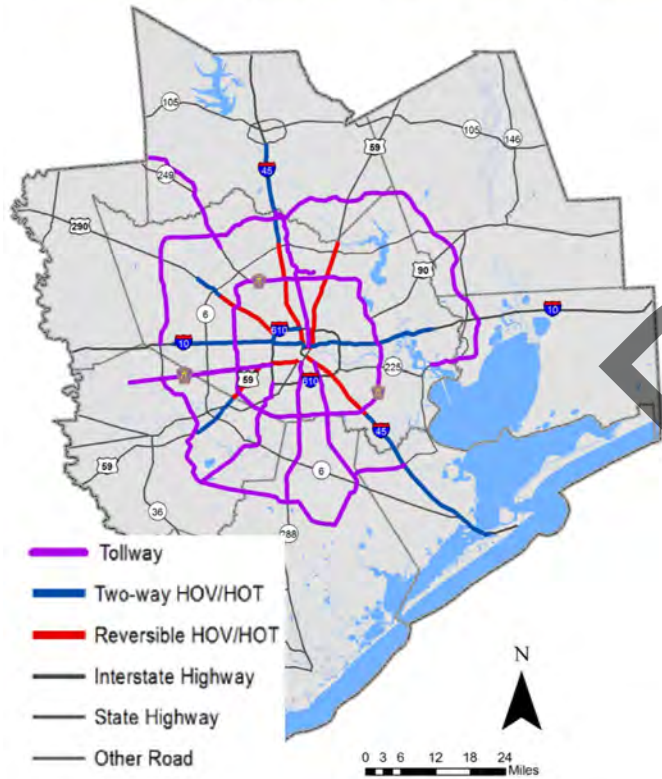 105
105
146
59
45
249
290
90
6
610
10
10
59
225
610
45
59
6
36
288
Tollway
Two-way HOV/HOT
Reversible HOV/HOT
Interstate Highway
State Highway
Other Road
N
0 3 6 12 18 24
Miles